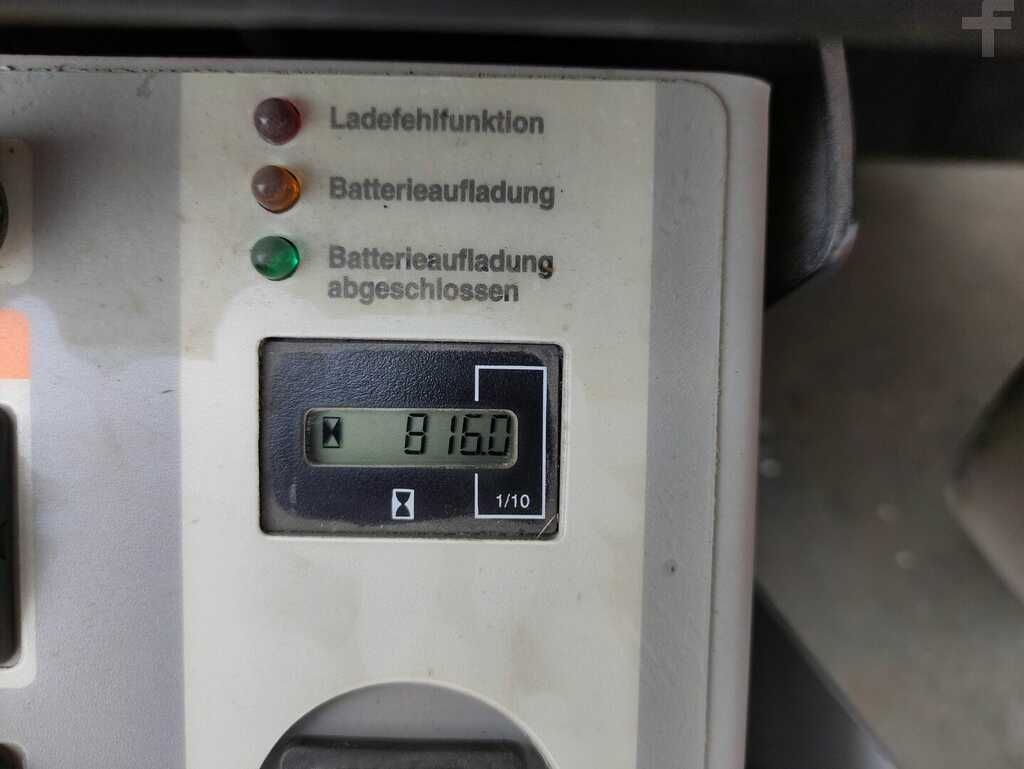 Ladefehlfunktion
Batterieaufladung
Batterieaufladung
abgeschlossen
816.0
1/10
f